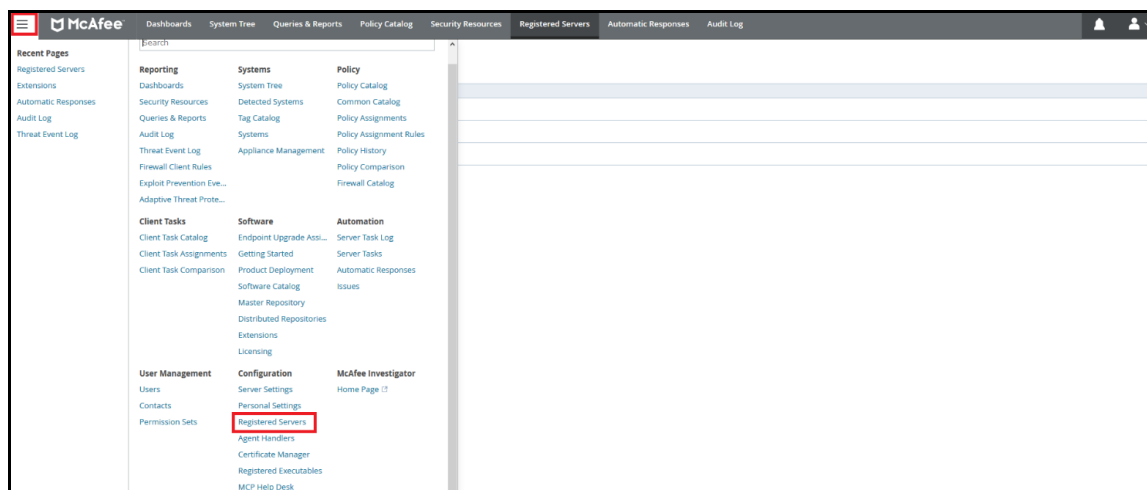 McAfee Dashboards System Tree Queries & Reports Policy Catalog Security Resources Registered Servers Automatic Responses Audit Log
Recent Pages
Registered Servers
Extensions
Automatic Responses
Audit Log
Threat Event Log
Search
Reporting
Dashboards
Security Resources
Queries & Reports
Audit Log
Threat Event Log
Firewall Client Rules
Exploit Prevention Eve...
Adaptive Threat Prote...
Systems
System Tree
Detected Systems
Tag Catalog
Systems
Appliance Management
Policy
Policy Catalog
Common Catalog
Policy Assignments
Policy Assignment Rules
Policy History
Policy Comparison
Firewall Catalog
Client Tasks
Client Task Catalog
Client Task Assignments
Client Task Comparison
Software
Endpoint Upgrade Assi...
Getting Started
Product Deployment
Software Catalog
Master Repository
Distributed Repositories
Extensions
Licensing
Automation
Server Task Log
Server Tasks
Automatic Responses
Issues
User Management
Users
Contacts
Permission Sets
Configuration
Server Settings
Personal Settings
Registered Servers
Agent Handlers
Certificate Manager
Registered Executables
MCP Help Desk
McAfee Investigator
Home Page